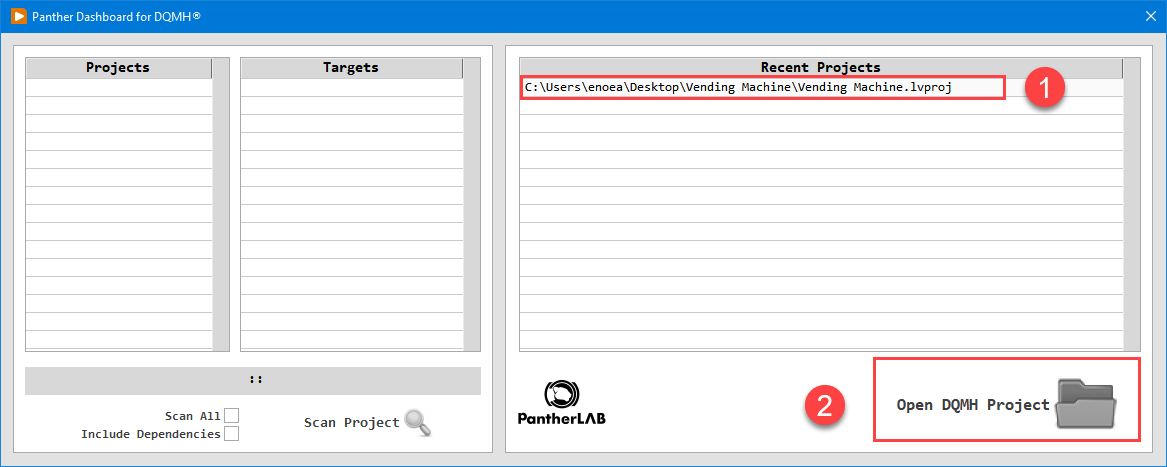 Panther Dashboard for DQMH®
Projects
Targets
::
Scan All
Include Dependencies
Scan Project
Recent Projects
C:\Users\enoea\Desktop\Vending Machine\Vending Machine.lvproj
1
PantherLAB
2
Open DQMH Project